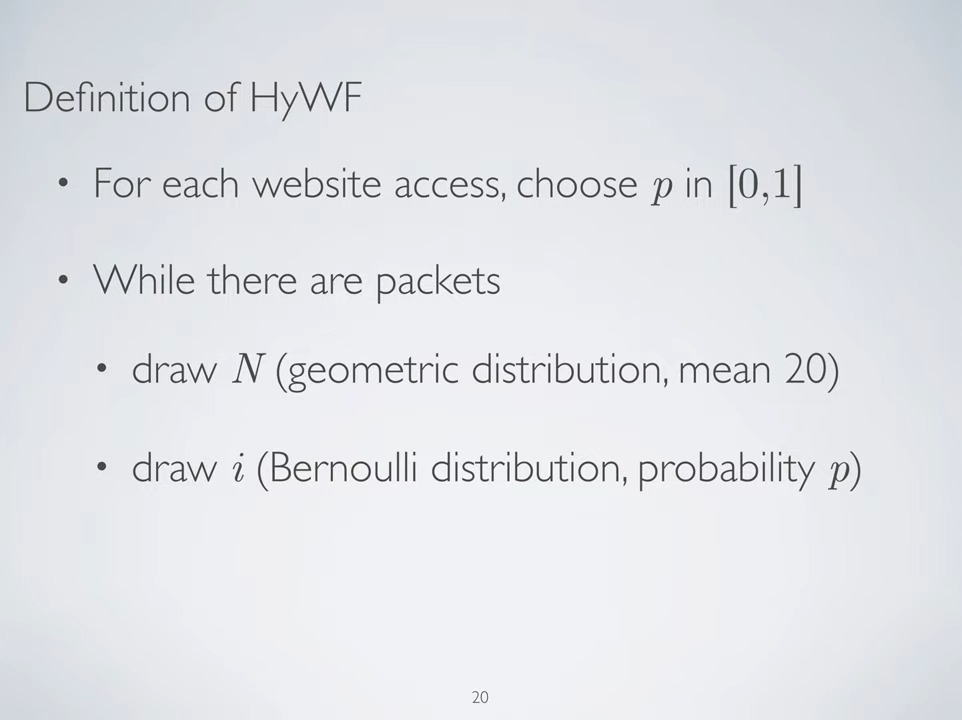 Definition of HyWF
• For each website access, choose p in [0,1]
• While there are packets
• draw N (geometric distribution, mean 20)
• draw i (Bernoulli distribution, probability p)
20